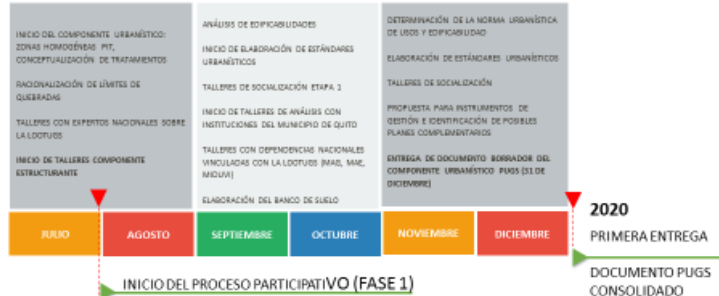 INICIO DEL COMPONENTE URBANÍSTICO:
ZONAS HOMOGÉNEAS PIT,
CONCEPTUALIZACIÓN DE TRATAMIENTOS
RACIONALIZACIÓN DE LÍMITES DE
QUEBRADAS
TALLERES CON EXPERTOS NACIONALES SOBRE
LA LOOTUGS
INICIO DE TALLERES COMPONENTE
ESTRUCTURANTE
ANÁLISIS DE EDIFICABILIDADES
INICIO DE ELABORACIÓN DE ESTÁNDARES
URBANÍSTICOS
TALLERES DE SOCIALIZACIÓN ETAPA 1
INICIO DE TALLERES DE ANÁLISIS CON
INSTITUCIONES DEL MUNICIPIO DE QUITO
TALLERES CON DEPENDENCIAS NACIONALES
VINCULADAS CON LA LOOTUGS (MAG, MAE,
MIDUVI)
ELABORACIÓN DEL BANCO DE SUELO
DETERMINACIÓN DE LA NORMA URBANÍSTICA
DE USOS Y EDIFICABILIDAD
ELABORACIÓN DE ESTÁNDARES URBANÍSTICOS
TALLERES DE SOCIALIZACIÓN
PROPUESTA PARA INSTRUMENTOS DE
GESTIÓN E IDENTIFICACIÓN DE POSIBLES
PLANES COMPLEMENTARIOS
ENTREGA DE DOCUMENTO BORRADOR DEL
COMPONENTE URBANÍSTICO PUGS (31 DE
DICIEMBRE)
JULIO
AGOSTO
SEPTIEMBRE
OCTUBRE
NOVIEMBRE
DICIEMBRE
2020
PRIMERA ENTREGA
DOCUMENTO PUGS
CONSOLIDADO
INICIO DEL PROCESO PARTICIPATIVO (FASE 1)